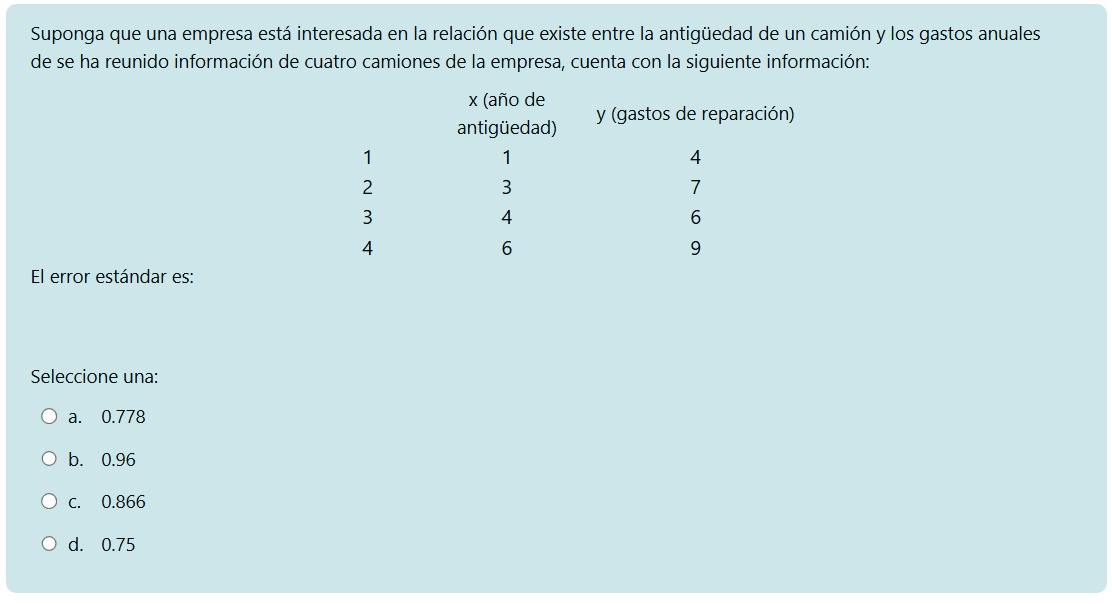 Suponga que una empresa está interesada en la relación que existe entre la antigüedad de un camión y los gastos anuales
de se ha reunido información de cuatro camiones de la empresa, cuenta con la siguiente información:
x (año de
antigüedad) y (gastos de reparación)
1 1 4
2 3 7
3 4 6
4 6 9
El error estándar es:
Seleccione una:
a. 0.778
b. 0.96
c. 0.866
d. 0.75